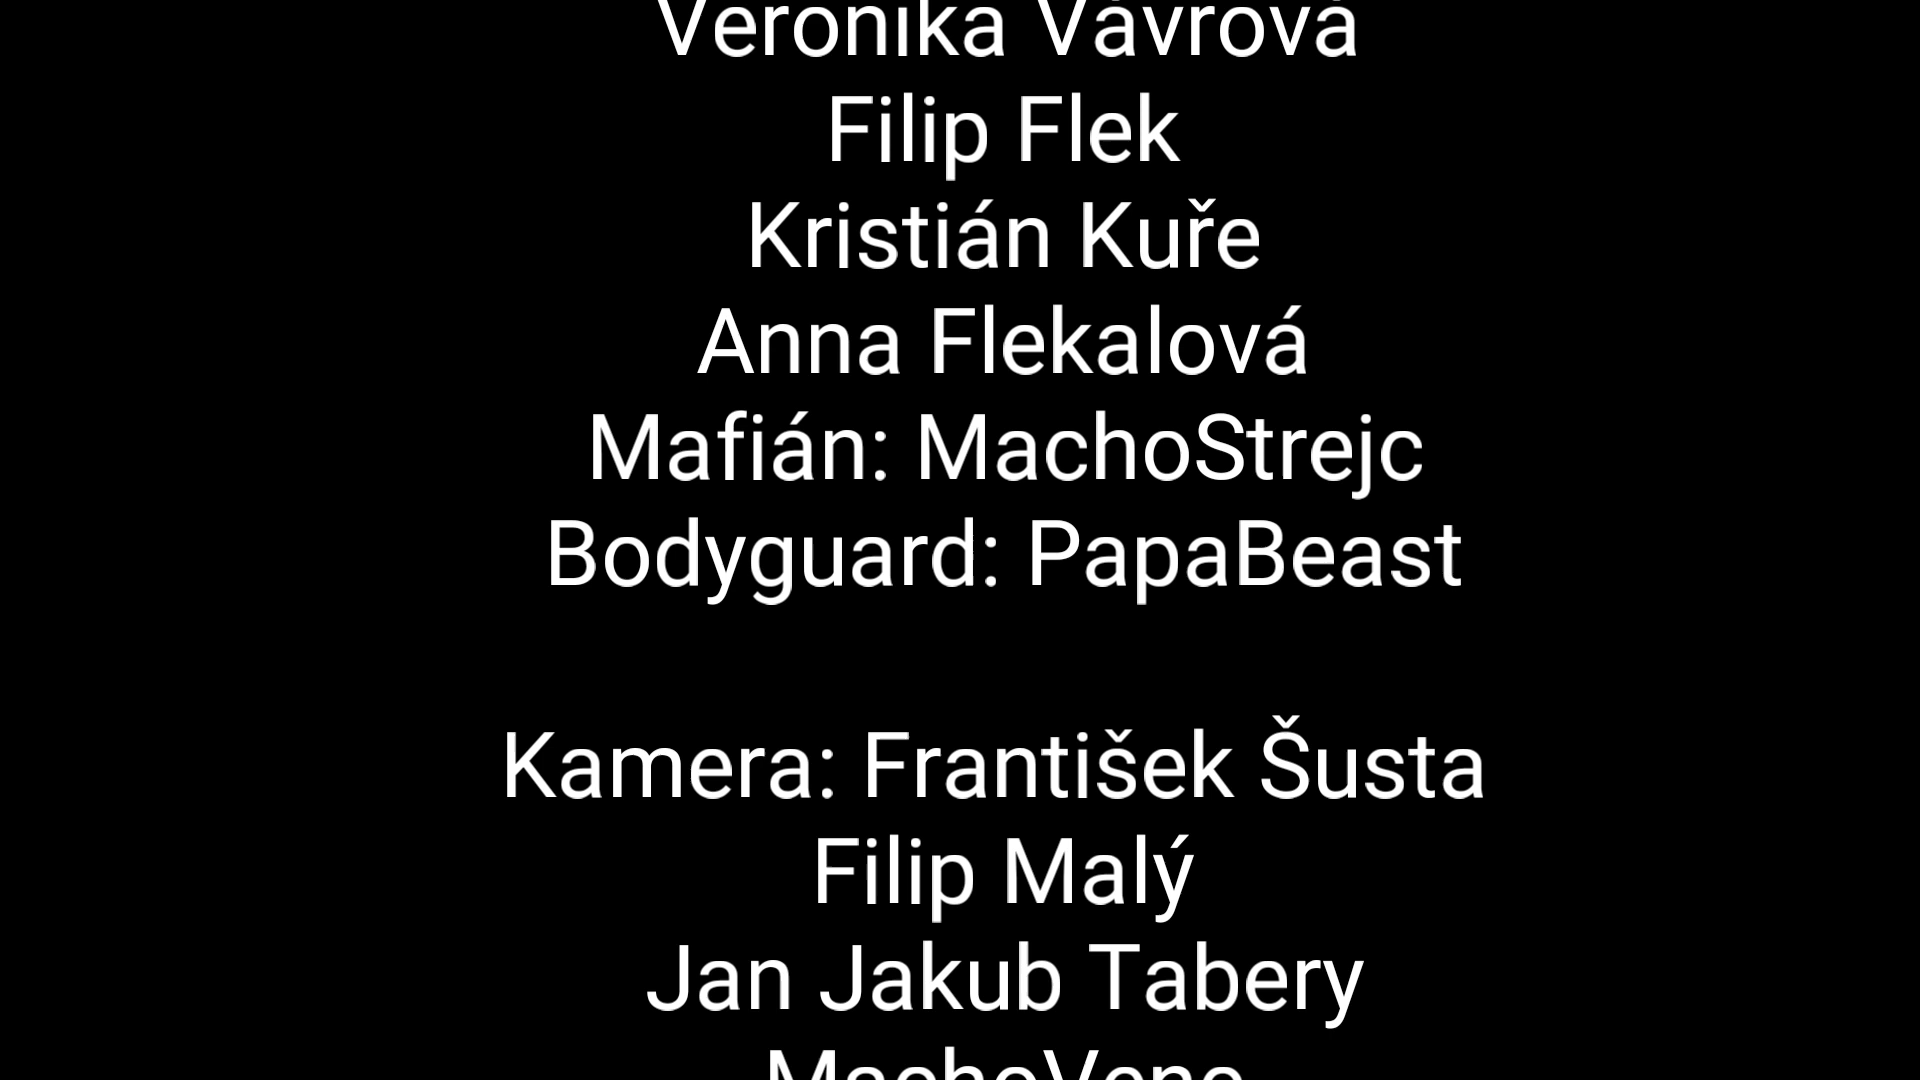 Veronika Vávrová
Filip Flek
Kristián Kuře
Anna Flekalová
Mafián: MachoStrejc
Bodyguard: PapaBeast
Kamera: František Šusta
Filip Malý
Jan Jakub Tabery